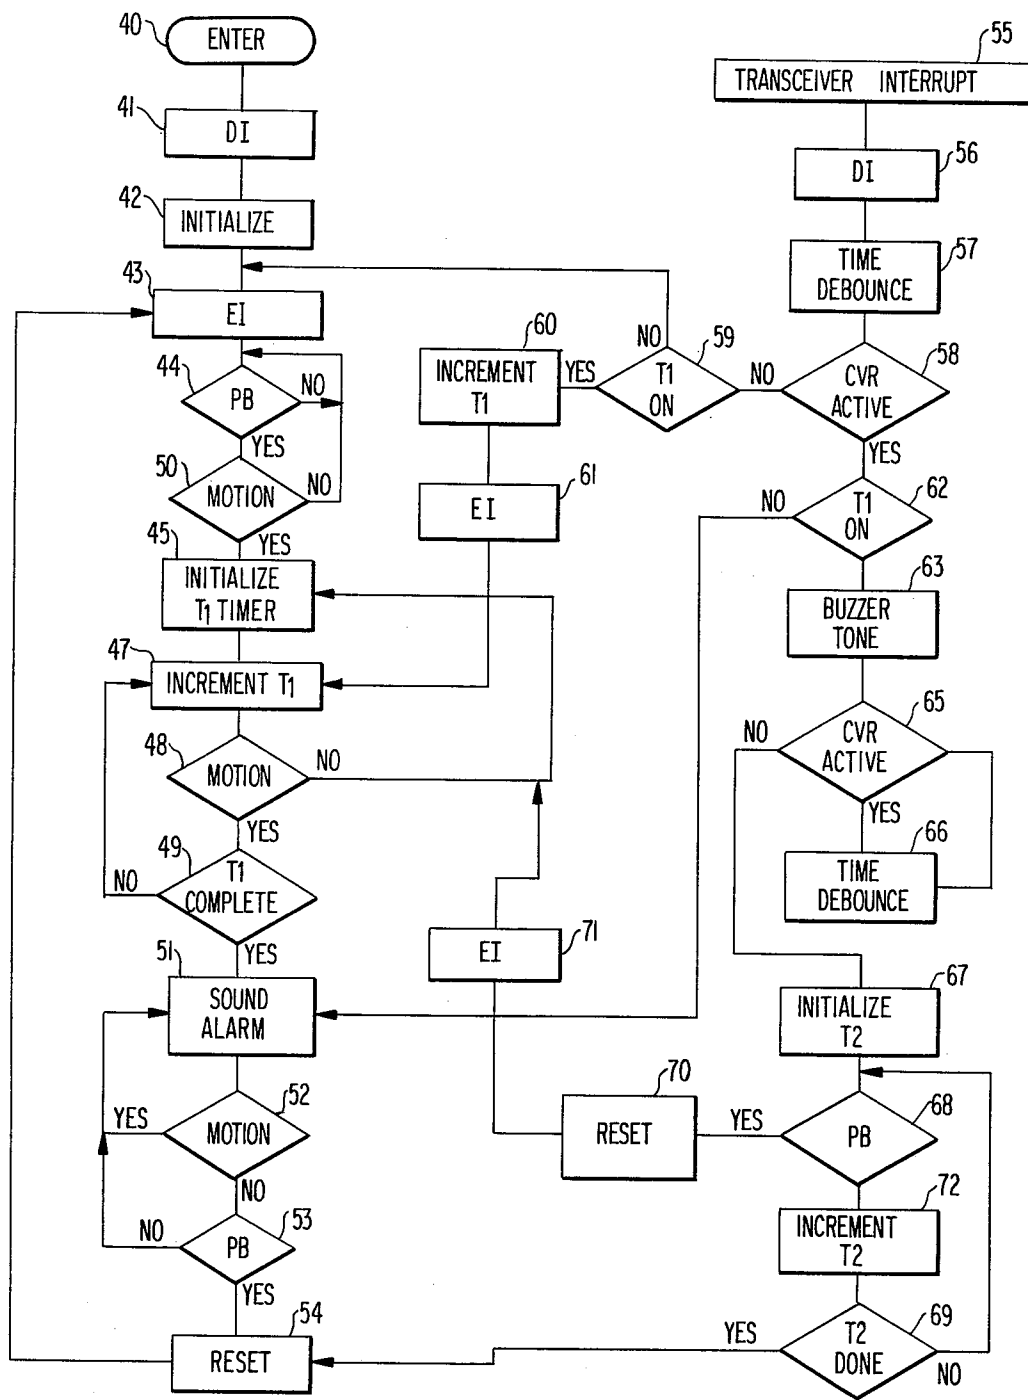 40
ENTER
41
DI
42
INITIALIZE
43
EI
44
PB
NO
YES
50
MOTION
NO
YES
45
INITIALIZE
T1 TIMER
47
INCREMENT T1
48
MOTION
NO
YES
49
T1
COMPLETE
NO
YES
51
SOUND
ALARM
52
MOTION
YES
NO
53
PB
NO
YES
54
RESET
55
TRANSCEIVER INTERRUPT
56
DI
57
TIME
DEBOUNCE
58
CVR
ACTIVE
NO
YES
59
T1
ON
NO
YES
60
INCREMENT
T1
61
EI
62
T1
ON
NO
63
BUZZER
TONE
65
CVR
ACTIVE
NO
YES
66
TIME
DEBOUNCE
67
INITIALIZE
T2
68
PB
YES
70
RESET
71
EI
72
INCREMENT
T2
69
T2
DONE
YES
NO